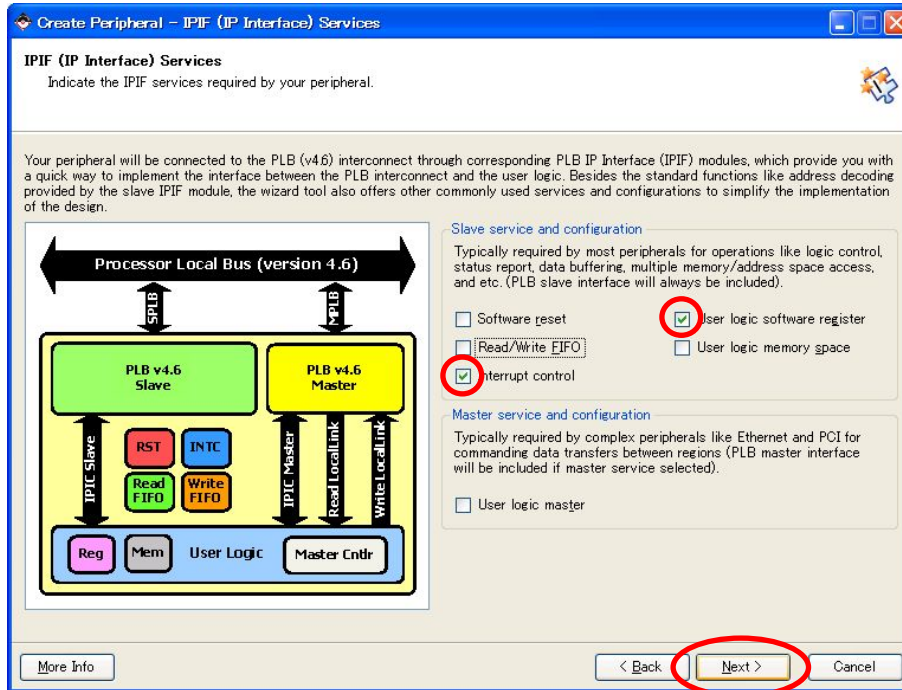 Create Peripheral - IPIF (IP Interface) Services
IPIF (IP Interface) Services
Indicate the IPIF services required by your peripheral.
Your peripheral will be connected to the PLB (v4.6) interconnect through corresponding PLB IP Interface (IPIF) modules, which provide you with
a quick way to implement the interface between the PLB interconnect and the user logic. Besides the standard functions like address decoding
provided by the slave IPIF module, the wizard tool also offers other commonly used services and configurations to simplify the implementation
of the design.
Processor Local Bus (version 4.6)
SPLB
MPLB
PLB v4.6
Slave
PLB v4.6
Master
IPIC Slave
RST
INTC
Read
FIFO
Write
FIFO
IPIC Master
Read LocalLink
Write LocalLink
Reg
Mem
User Logic
Master Cntlr
Slave service and configuration
Typically required by most peripherals for operations like logic control,
status report, data buffering, multiple memory/address space access,
and etc. (PLB slave interface will always be included).
Software reset
User logic software register
Read/Write FIFO
User logic memory space
Interrupt control
Master service and configuration
Typically required by complex peripherals like Ethernet and PCI for
commanding data transfers between regions (PLB master interface
will be included if master service selected).
User logic master
More Info
< Back
Next >
Cancel